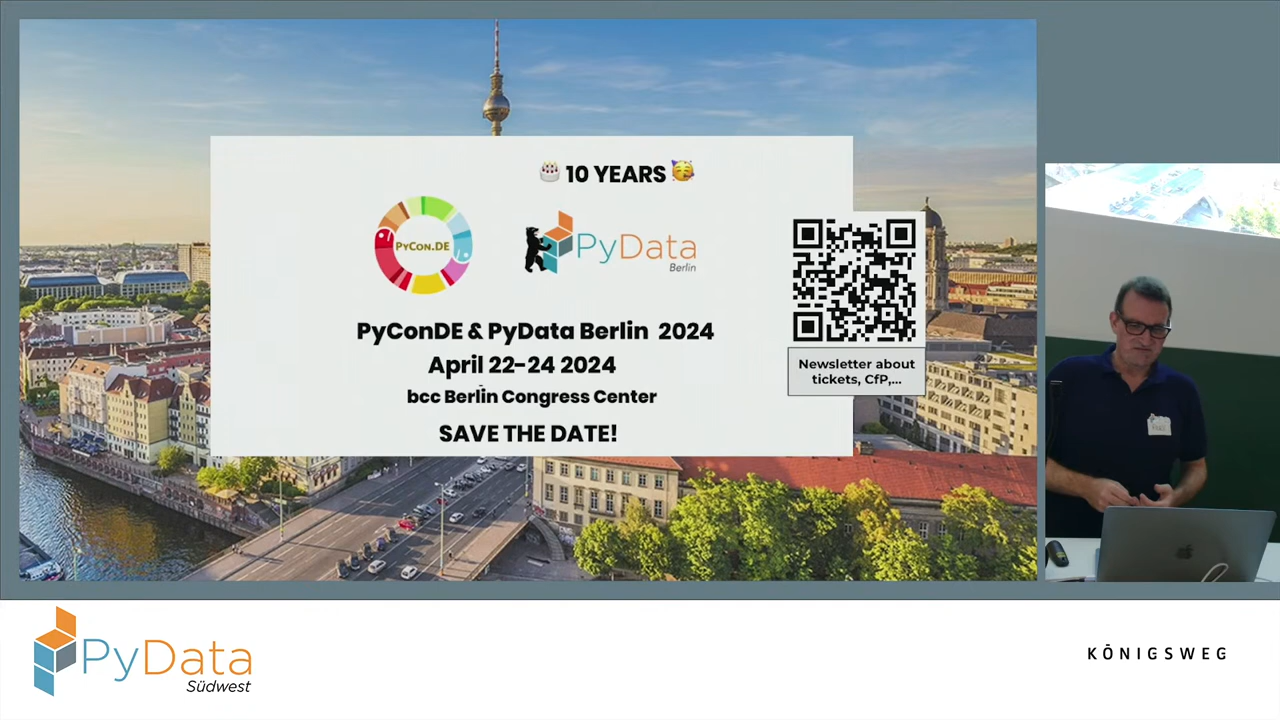 🎂 10 YEARS 🥳
PyCon.DE
PyData
Berlin
PyConDE & PyData Berlin 2024
April 22-24 2024
bcc Berlin Congress Center
SAVE THE DATE!
Newsletter about
tickets, CfP,...
PyData
Südwest
KÖNIGSWEG